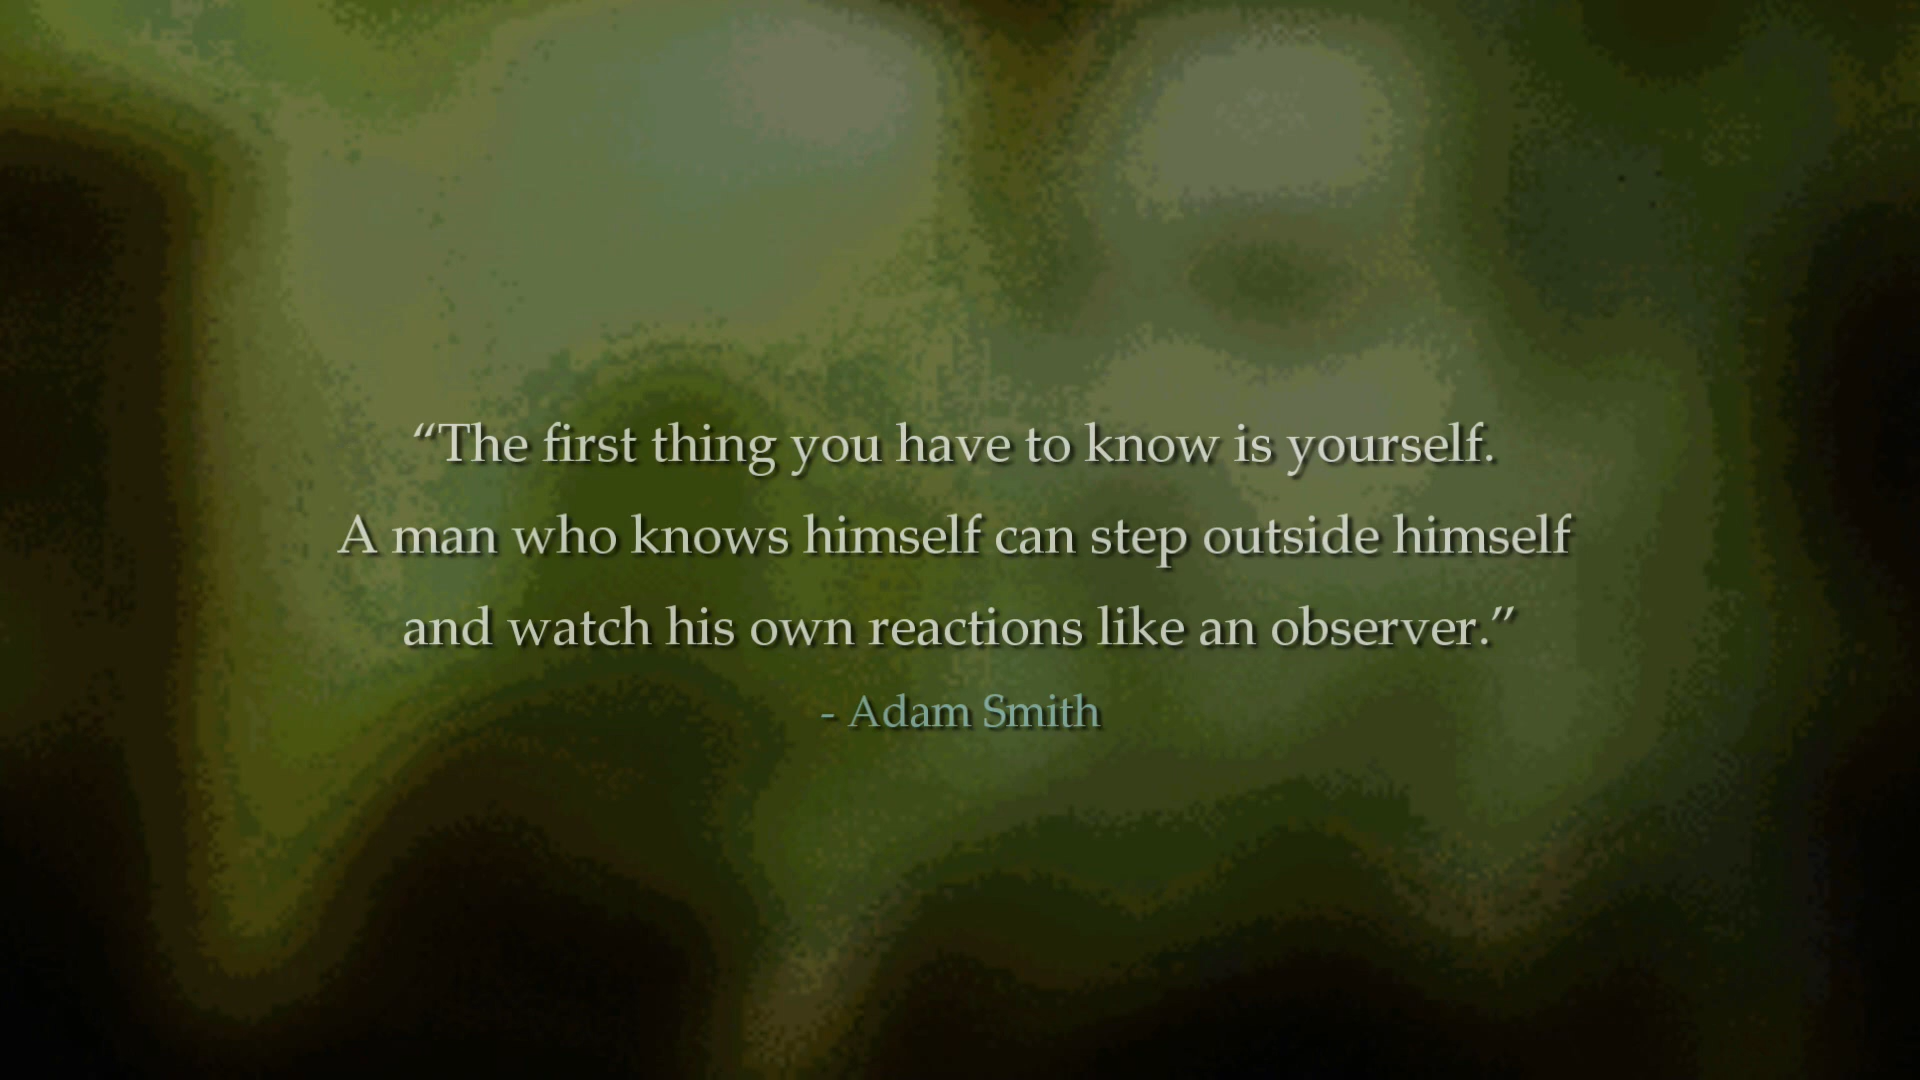 “The first thing you have to know is yourself.
A man who knows himself can step outside himself
and watch his own reactions like an observer.”
- Adam Smith